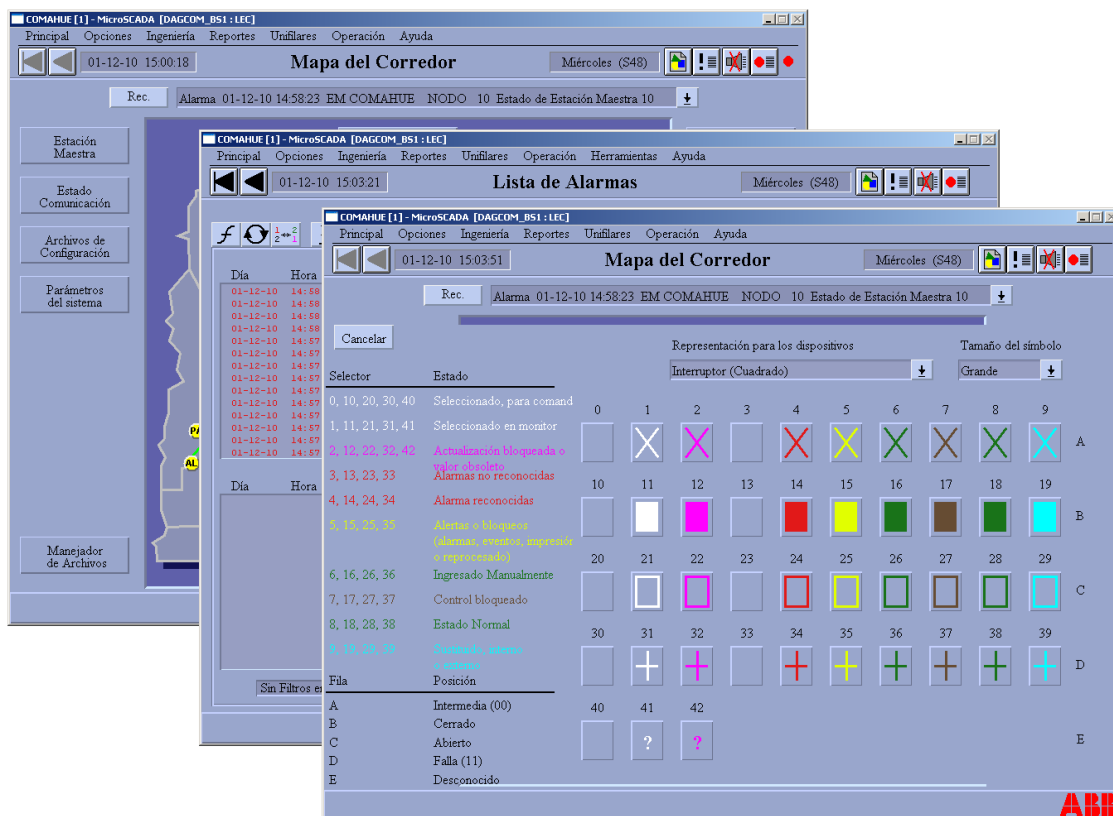 COMAHUE [1] - MicroSCADA [DAGCOM_BS1 : LEC]
Principal Opciones Ingeniería Reportes Unifilares Operación Ayuda
01-12-10 15:00:18 Mapa del Corredor Miércoles (S48)
Rec. Alarma 01-12-10 14:58:23 EM COMAHUE NODO 10 Estado de Estación Maestra 10
Estación
Maestra
Estado
Comunicación
Archivos de
Configuración
Parámetros
del sistema
Manejador
de Archivos
PA
AL
COMAHUE [1] - MicroSCADA [DAGCOM_BS1 : LEC]
Principal Opciones Ingeniería Reportes Unifilares Operación Herramientas Ayuda
01-12-10 15:03:21 Lista de Alarmas Miércoles (S48)
Día Hora
01-12-10 14:58
01-12-10 14:58
01-12-10 14:58
01-12-10 14:58
01-12-10 14:57
01-12-10 14:57
01-12-10 14:57
01-12-10 14:57
01-12-10 14:57
01-12-10 14:57
01-12-10 14:57
01-12-10 14:57
01-12-10 14:57
01-12-10 14:57
Día Hora
Sin Filtros e
COMAHUE [1] - MicroSCADA [DAGCOM_BS1 : LEC]
Principal Opciones Ingeniería Reportes Unifilares Operación Ayuda
01-12-10 15:03:51 Mapa del Corredor Miércoles (S48)
Rec. Alarma 01-12-10 14:58:23 EM COMAHUE NODO 10 Estado de Estación Maestra 10
Cancelar
Representación para los dispositivos Tamaño del símbolo
Interruptor (Cuadrado) Grande
Selector Estado
0, 10, 20, 30, 40 Seleccionado, para comand
1, 11, 21, 31, 41 Seleccionado en monitor
2, 12, 22, 32, 42 Actualización bloqueada o
valor obsoleto
3, 13, 23, 33 Alarmas no reconocidas
4, 14, 24, 34 Alarma reconocidas
5, 15, 25, 35 Alertas o bloqueos
(alarmas, eventos, impresión
o reprocesado)
6, 16, 26, 36 Ingresado Manualmente
7, 17, 27, 37 Control bloqueado
8, 18, 28, 38 Estado Normal
9, 19, 29, 39 Sustituido, interno
o externo
Fila Posición
A Intermedia (00)
B Cerrado
C Abierto
D Falla (11)
E Desconocido
0 1 2 3 4 5 6 7 8 9
A
10 11 12 13 14 15 16 17 18 19
B
20 21 22 23 24 25 26 27 28 29
C
30 31 32 33 34 35 36 37 38 39
D
40 41 42
? ? E
ABB